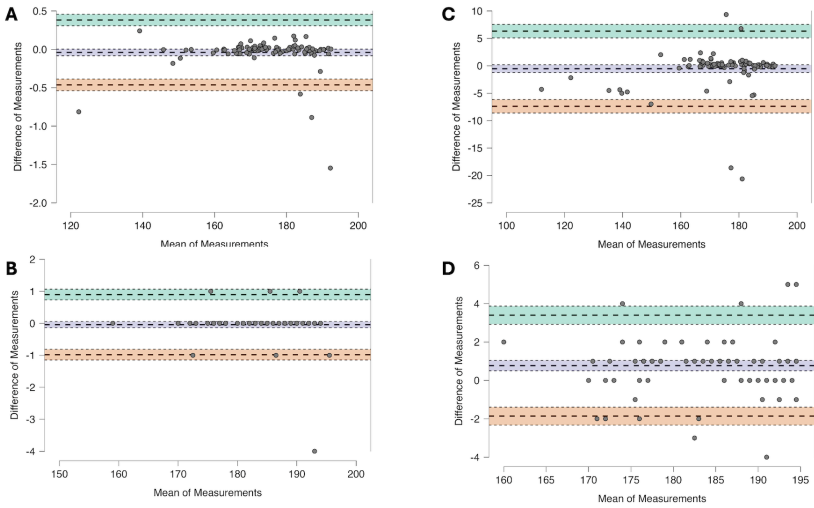 A
Difference of Measurements
0.5
0.0
-0.5
-1.0
-1.5
-2.0
120 140 160 180 200
Mean of Measurements
C
Difference of Measurements
10
5
0
-5
-10
-15
-20
-25
100 120 140 160 180 200
Mean of Measurements
B
Difference of Measurements
2
1
0
-1
-2
-3
-4
150 160 170 180 190 200
Mean of Measurements
D
Difference of Measurements
6
4
2
0
-2
-4
160 165 170 175 180 185 190 195
Mean of Measurements